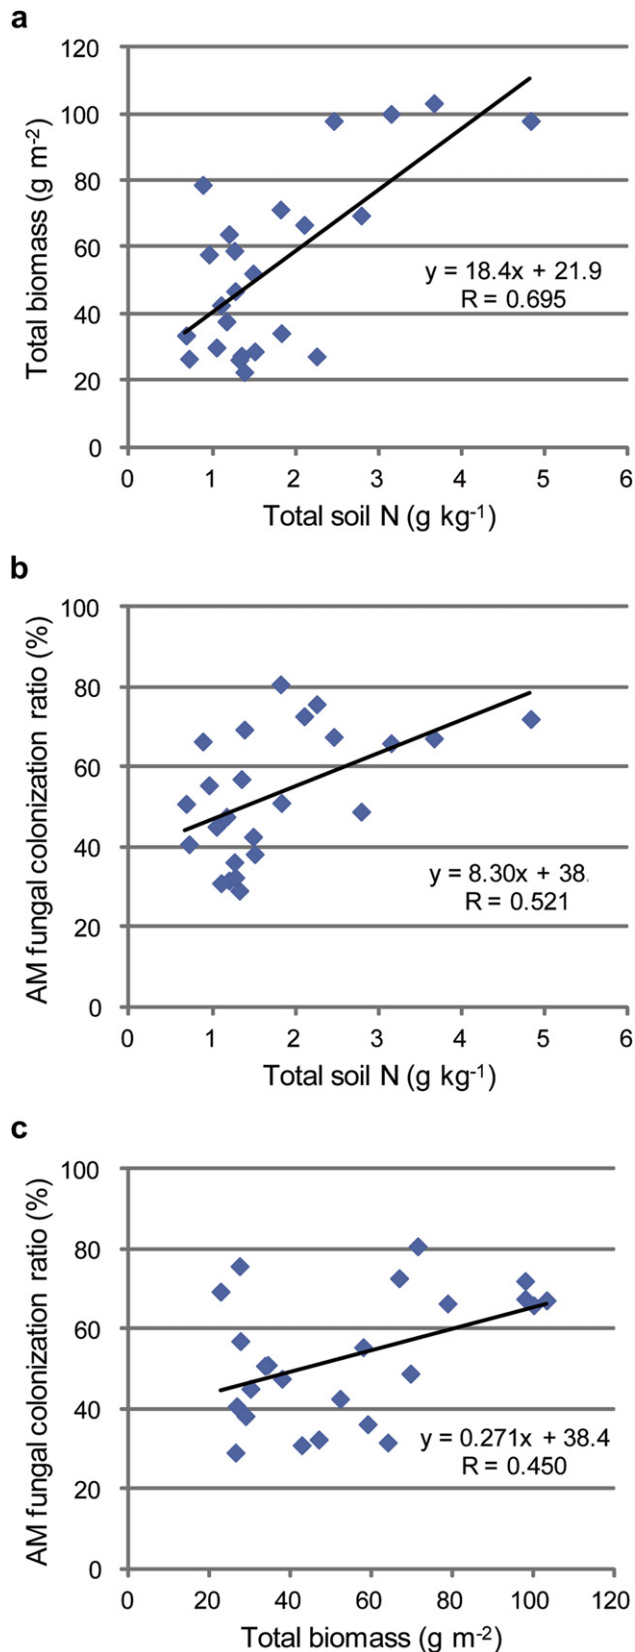 a
120
100
80
60
40
20
0
Total biomass (g m-2)
y = 18.4x + 21.9
R = 0.695
0 1 2 3 4 5 6
Total soil N (g kg-1)
b
100
80
60
40
20
0
AM fungal colonization ratio (%)
y = 8.30x + 38.
R = 0.521
0 1 2 3 4 5 6
Total soil N (g kg-1)
c
100
80
60
40
20
0
AM fungal colonization ratio (%)
y = 0.271x + 38.4
R = 0.450
0 20 40 60 80 100 120
Total biomass (g m-2)